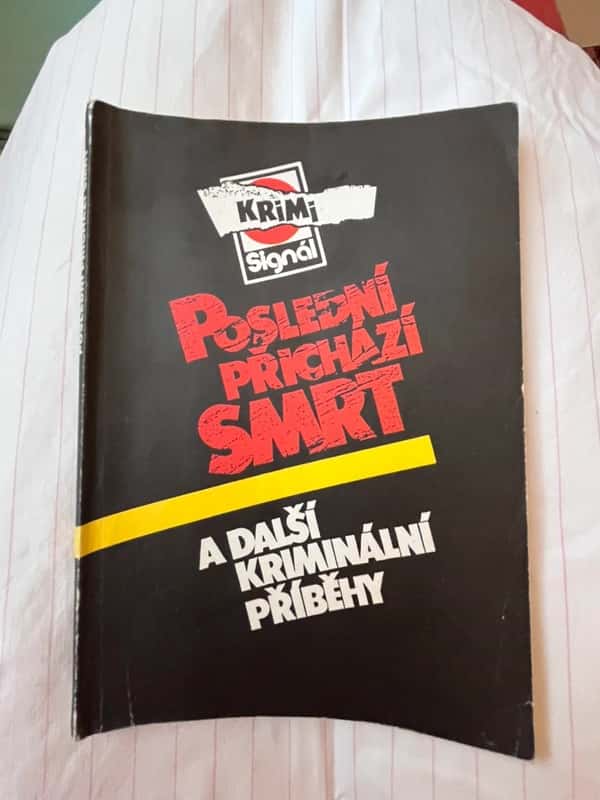 KRiMi
Signál
POSLEDNÍ
PŘICHÁZÍ
SMRT
A DALŠÍ
KRIMINÁLNÍ
PŘÍBĚHY